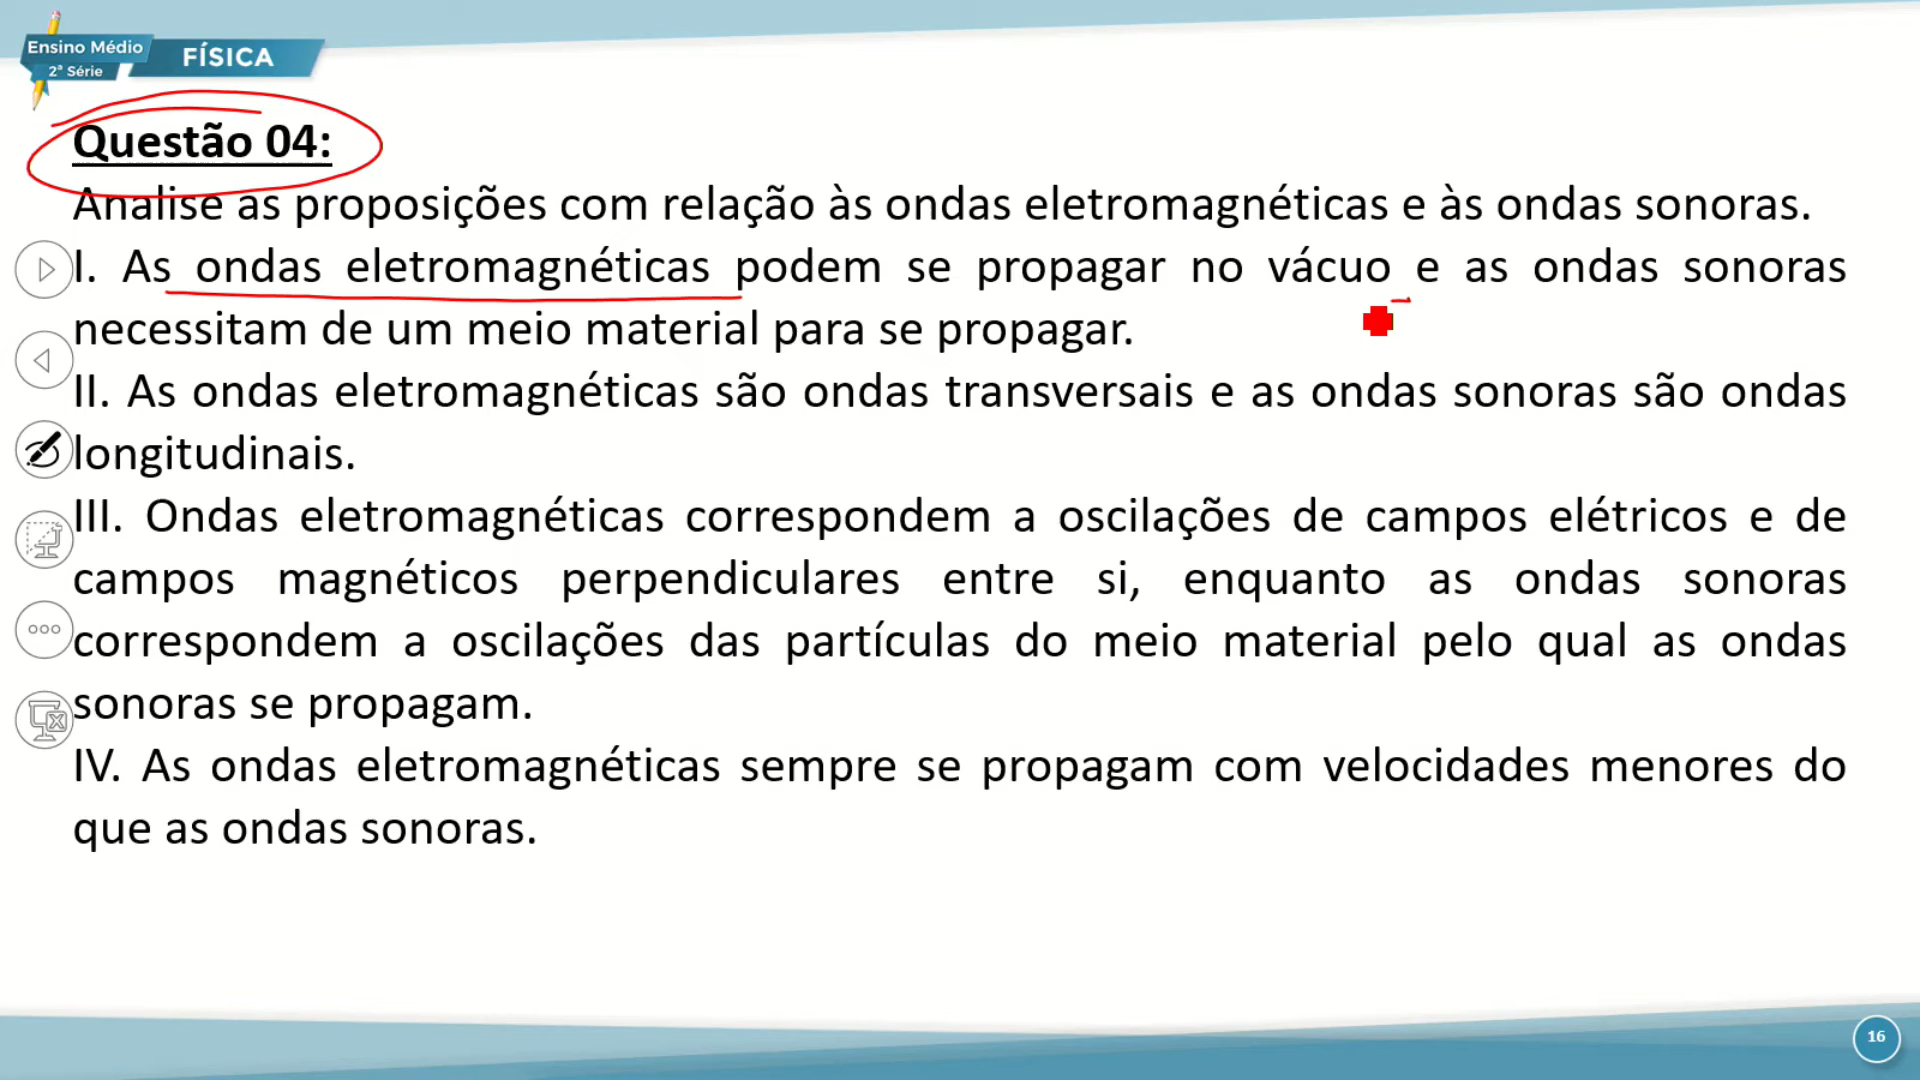 Ensino Médio
2ª Série
FÍSICA
Questão 04:
Analise as proposições com relação às ondas eletromagnéticas e às ondas sonoras.
I. As ondas eletromagnéticas podem se propagar no vácuo e as ondas sonoras
necessitam de um meio material para se propagar.
II. As ondas eletromagnéticas são ondas transversais e as ondas sonoras são ondas
longitudinais.
III. Ondas eletromagnéticas correspondem a oscilações de campos elétricos e de
campos magnéticos perpendiculares entre si, enquanto as ondas sonoras
correspondem a oscilações das partículas do meio material pelo qual as ondas
sonoras se propagam.
IV. As ondas eletromagnéticas sempre se propagam com velocidades menores do
que as ondas sonoras.
16